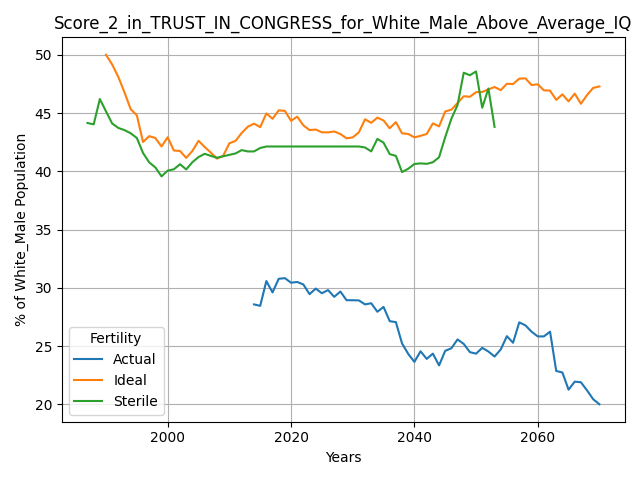 Score_2_in_TRUST_IN_CONGRESS_for_White_Male_Above_Average_IQ
% of White_Male Population
50
45
40
35
30
25
20
Fertility
Actual
Ideal
Sterile
2000
2020
2040
2060
Years